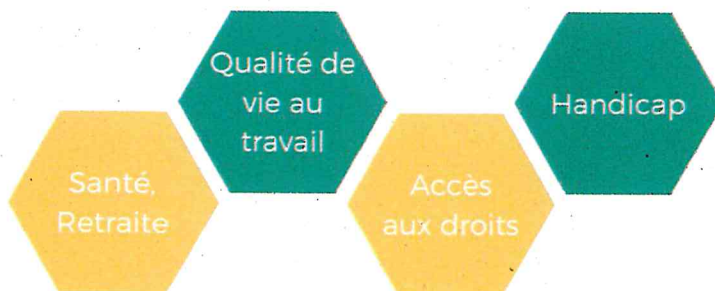 Santé,
Retraite
Qualité de
vie au
travail
Accès
aux droits
Handicap